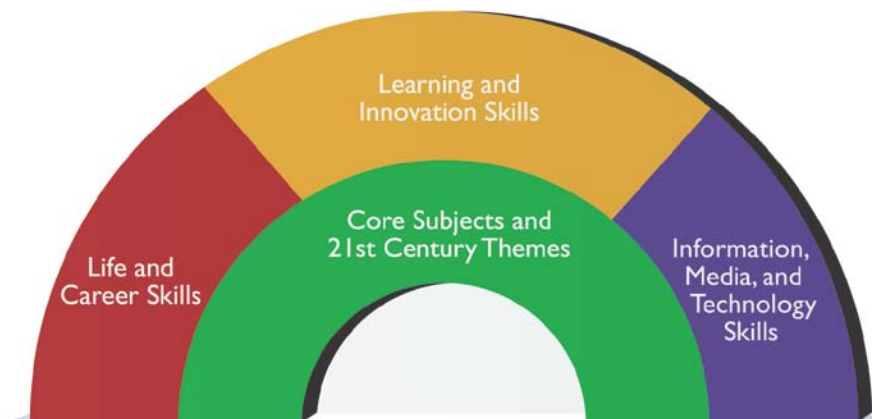 Learning and
Innovation Skills
Core Subjects and
21st Century Themes
Life and
Career Skills
Information,
Media, and
Technology
Skills